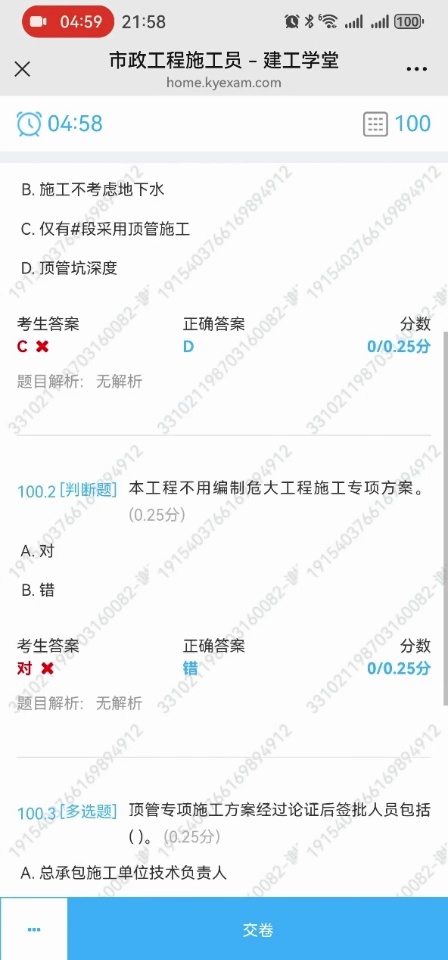 04:59 21:58 100
市政工程施工员 – 建工学堂
home.kyexam.com
04:58 100
B. 施工不考虑地下水
C. 仅有#段采用顶管施工
D. 顶管坑深度
考生答案 正确答案 分数
C ✖ D 0/0.25分
题目解析: 无解析
100.2 [判断题] 本工程不用编制危大工程施工专项方案。
(0.25分)
A. 对
B. 错
考生答案 正确答案 分数
对 ✖ 错 0/0.25分
题目解析: 无解析
100.3 [多选题] 顶管专项施工方案经过论证后签批人员包括
( )。 (0.25分)
A. 总承包施工单位技术负责人
交卷